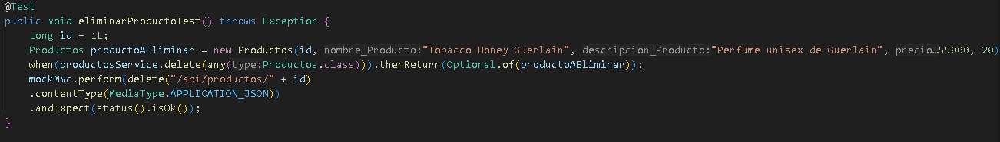 @Test
public void eliminarProductoTest() throws Exception {
Long id = 1L;
Productos productoAEliminar = new Productos(id, nombre_Producto:"Tobacco Honey Guerlain", descripcion_Producto:"Perfume unisex de Guerlain", precio…55000, 20)
when(productosService.delete(any(type:Productos.class))).thenReturn(Optional.of(productoAEliminar));
mockMvc.perform(delete("/api/productos/" + id)
.contentType(MediaType.APPLICATION_JSON))
.andExpect(status().isOk());
}